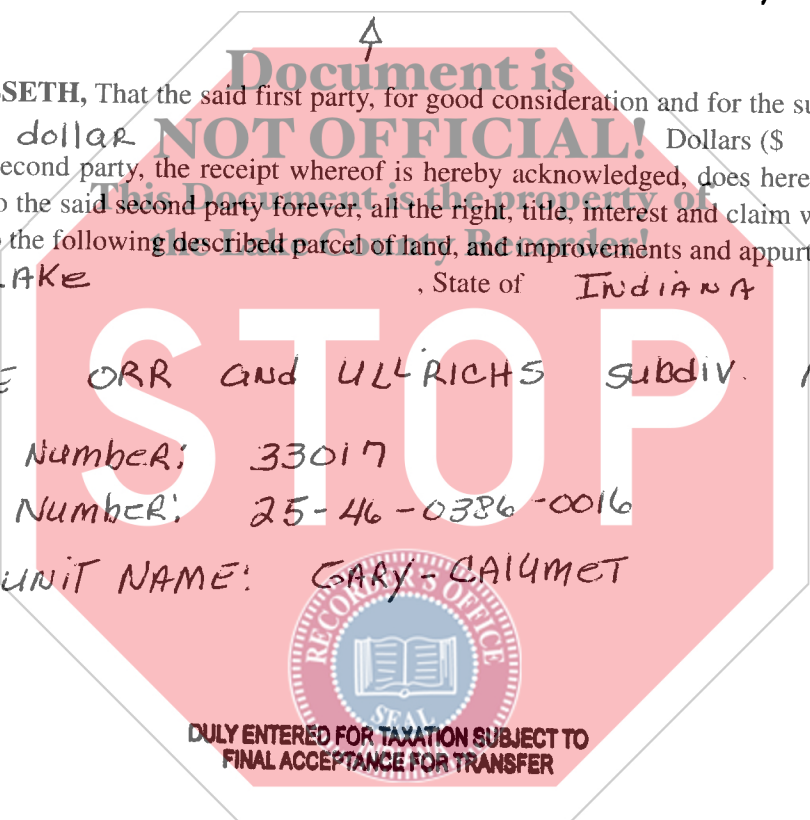 Document is
SSETH, That the said first party, for good consideration and for the su
dollar NOT OFFICIAL! Dollars ($
econd party, the receipt whereof is hereby acknowledged, does here
This Document is the property of
o the said second party forever, all the right, title, interest and claim w
the Lake County Recorder!
the following described parcel of land, and improvements and appurt
LAKe , State of INdiANA
ORR and ULLRICHS subdiv.
STOP
NumbeR: 33017
NumbeR: 25-46-0386-0016
UNIT NAME: GARY-CALUMET
RECORDER'S OFFICE
SEAL
INDIANA
DULY ENTERED FOR TAXATION SUBJECT TO
FINAL ACCEPTANCE FOR TRANSFER